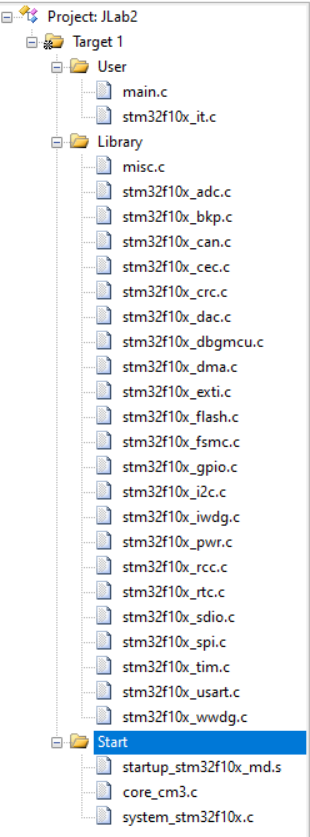 Project: JLab2
Target 1
User
main.c
stm32f10x_it.c
Library
misc.c
stm32f10x_adc.c
stm32f10x_bkp.c
stm32f10x_can.c
stm32f10x_cec.c
stm32f10x_crc.c
stm32f10x_dac.c
stm32f10x_dbgmcu.c
stm32f10x_dma.c
stm32f10x_exti.c
stm32f10x_flash.c
stm32f10x_fsmc.c
stm32f10x_gpio.c
stm32f10x_i2c.c
stm32f10x_iwdg.c
stm32f10x_pwr.c
stm32f10x_rcc.c
stm32f10x_rtc.c
stm32f10x_sdio.c
stm32f10x_spi.c
stm32f10x_tim.c
stm32f10x_usart.c
stm32f10x_wwdg.c
Start
startup_stm32f10x_md.s
core_cm3.c
system_stm32f10x.c